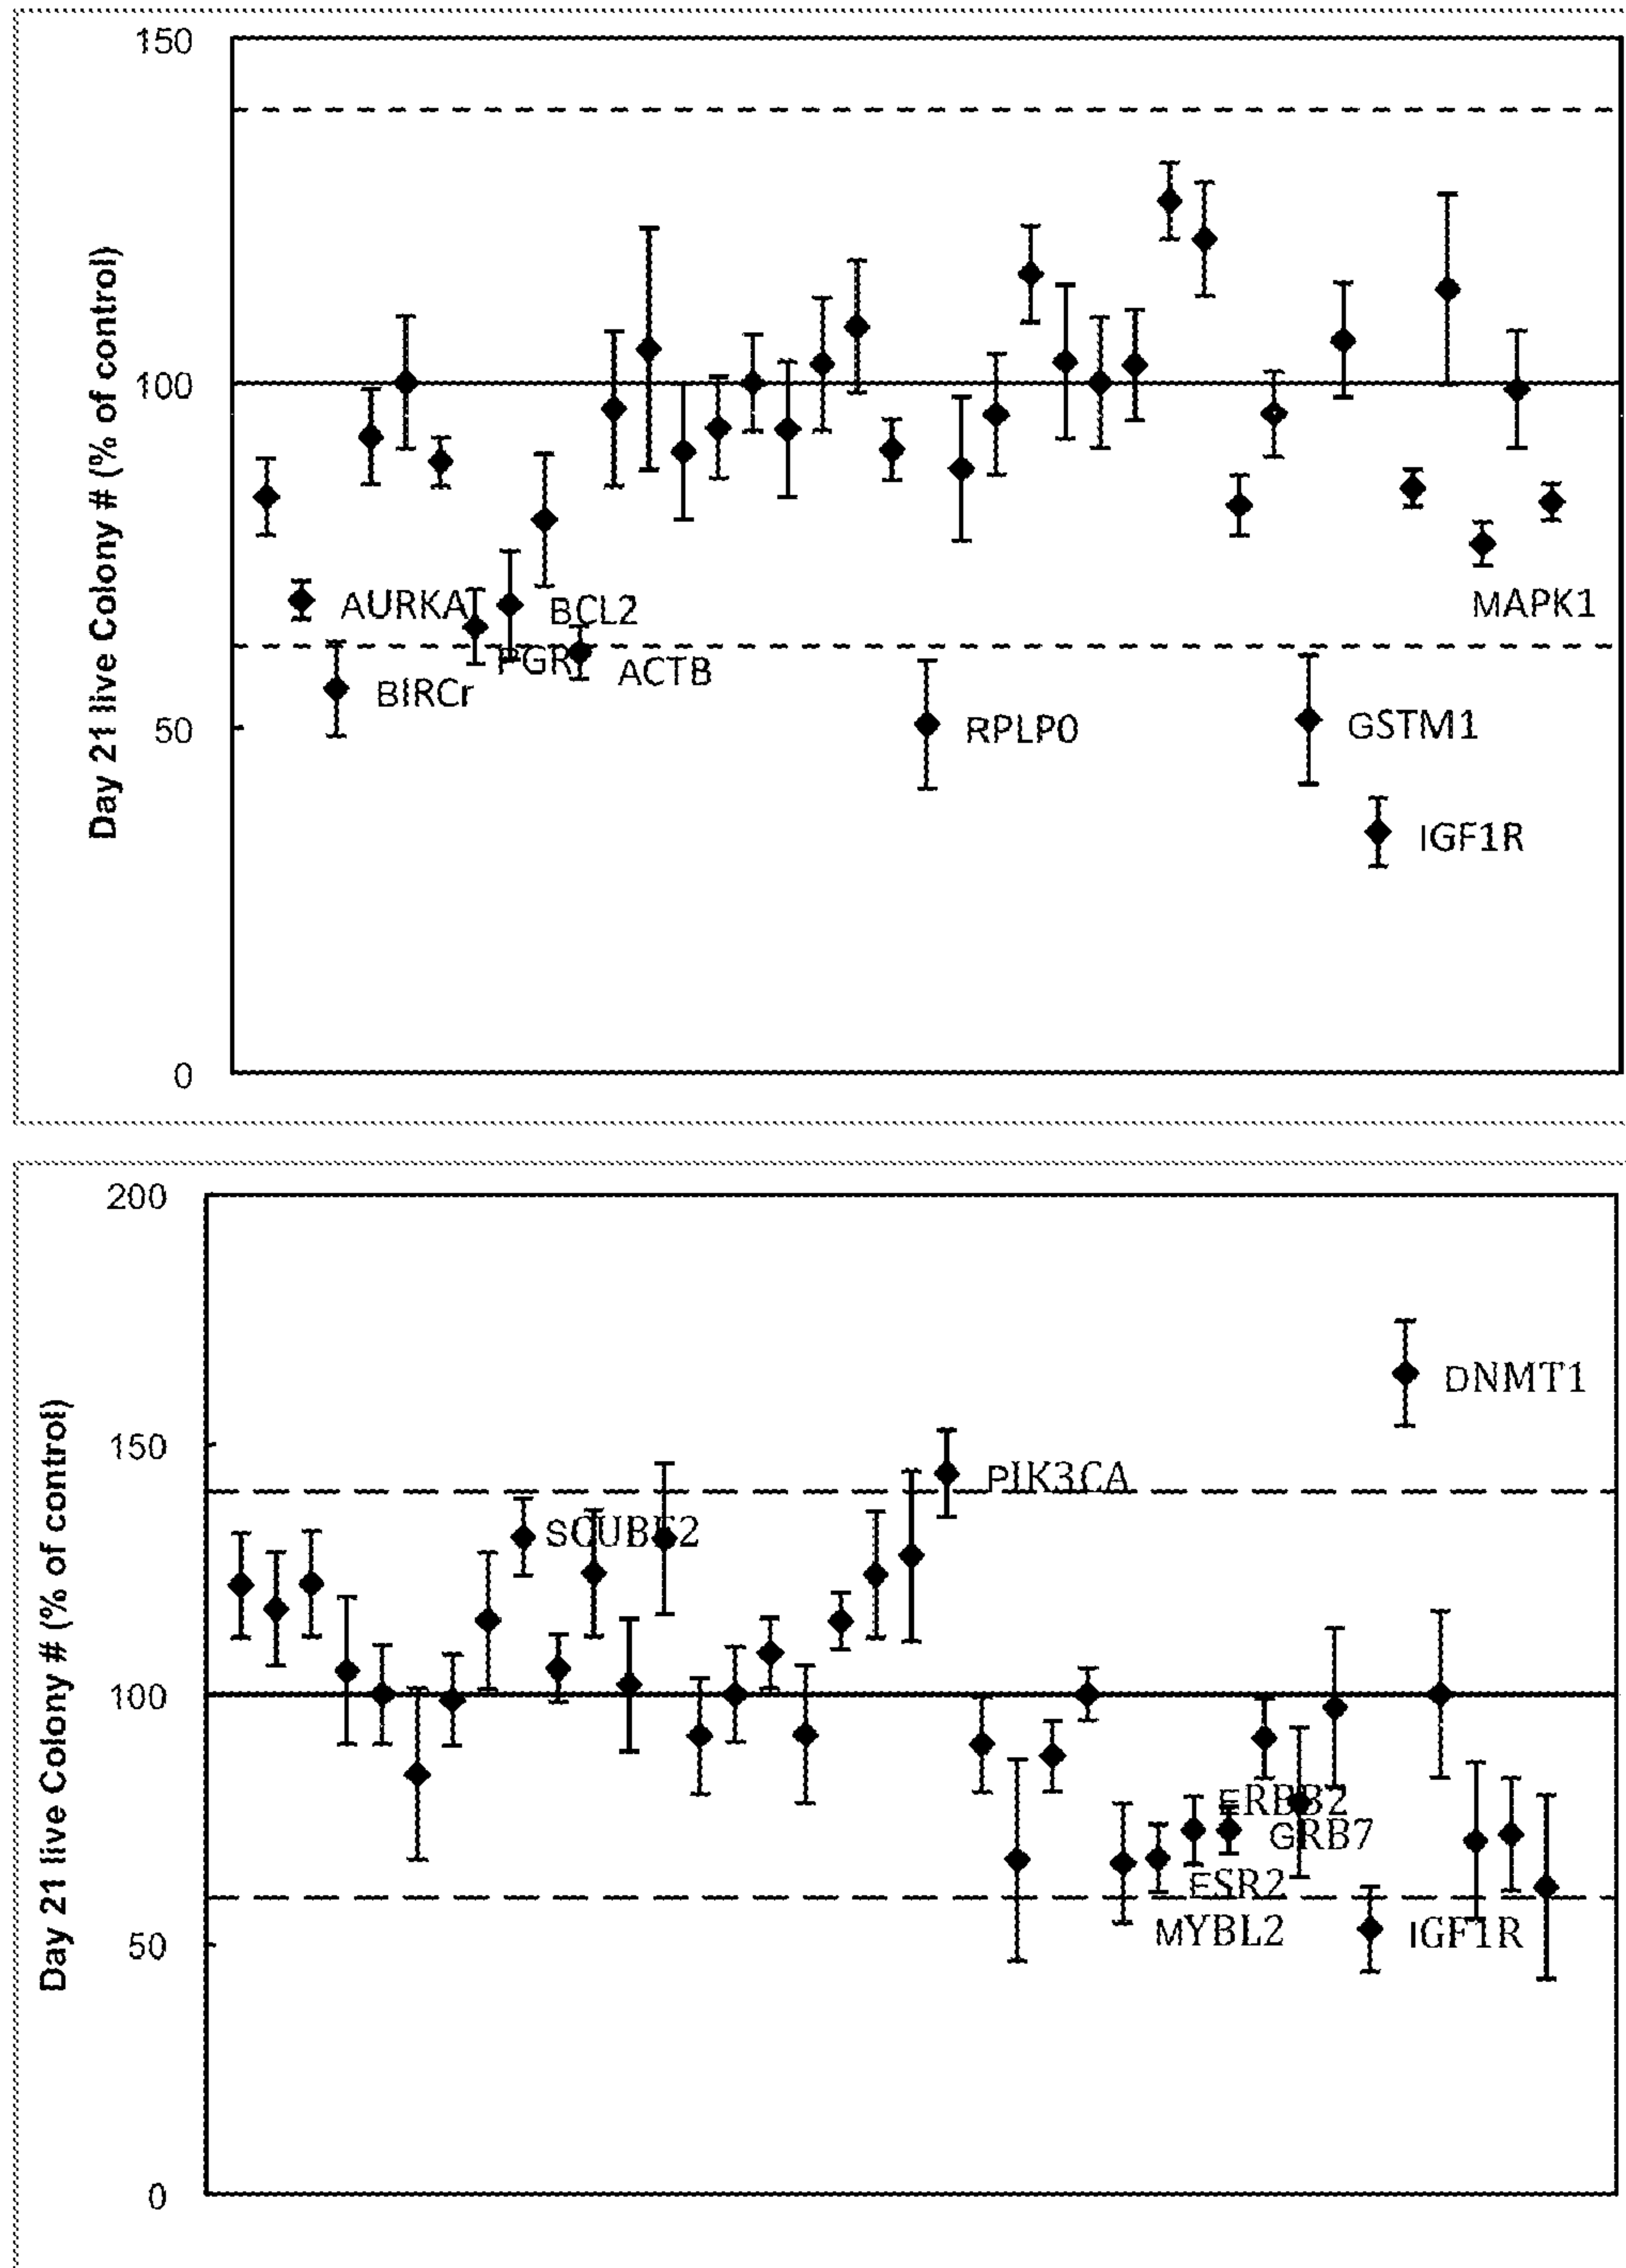 150
100
50
0
Day 21 live Colony # (% of control)
AURKA
BCL2
PGR
ACTB
BIRCr
RPLP0
GSTM1
IGF1R
MAPK1
200
150
100
50
0
Day 21 live Colony # (% of control)
DNMT1
PIK3CA
SCUBE2
ERBB2
GRB7
ESR2
MYBL2
IGF1R